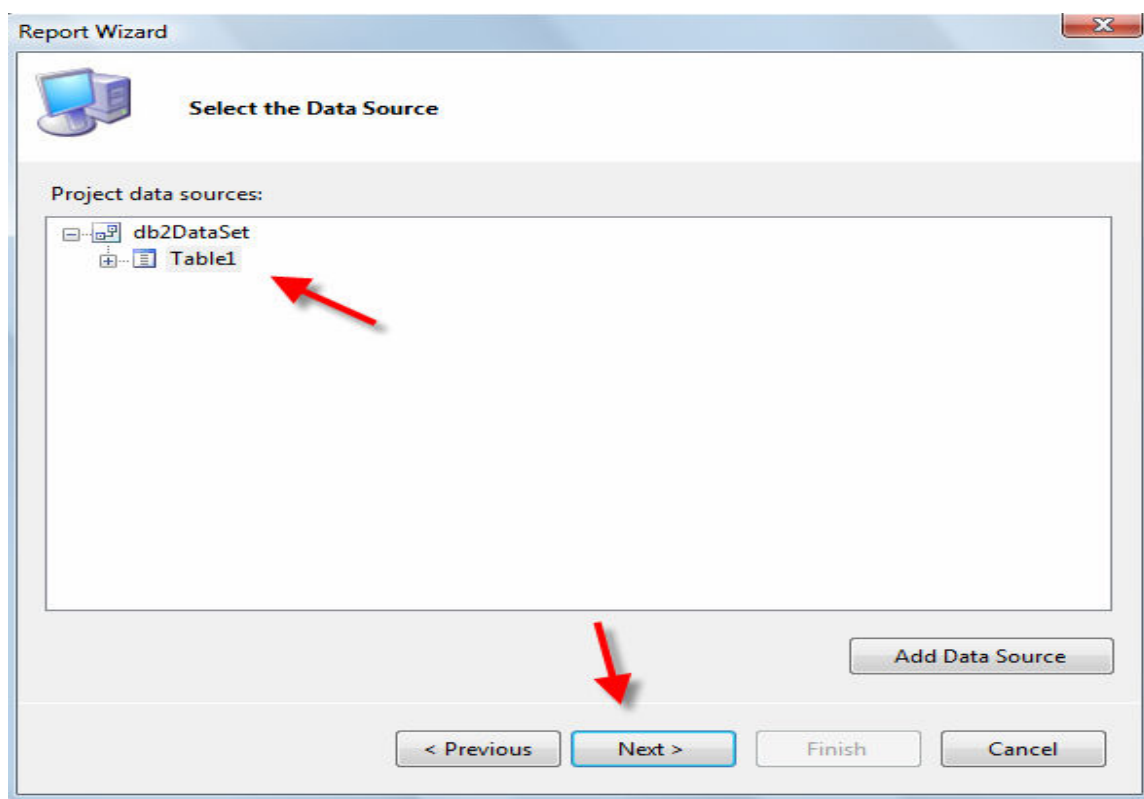 Report Wizard
Select the Data Source
Project data sources:
db2DataSet
Table1
Add Data Source
< Previous Next > Finish Cancel